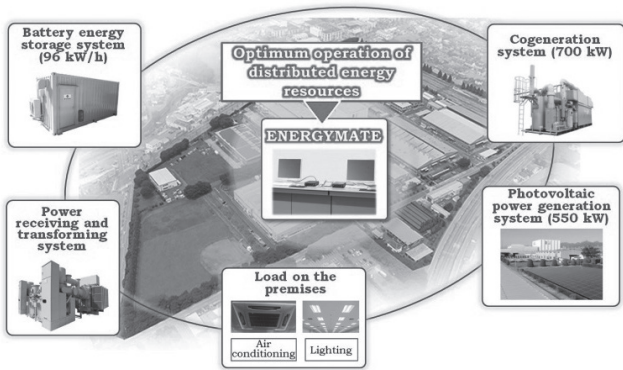 Battery energy
storage system
(96 kW/h)
Optimum operation of
distributed energy
resources
ENERGYMATE
Cogeneration
system (700 kW)
Power
receiving and
transforming
system
Load on the
premises
Air
conditioning
Lighting
Photovoltaic
power generation
system (550 kW)